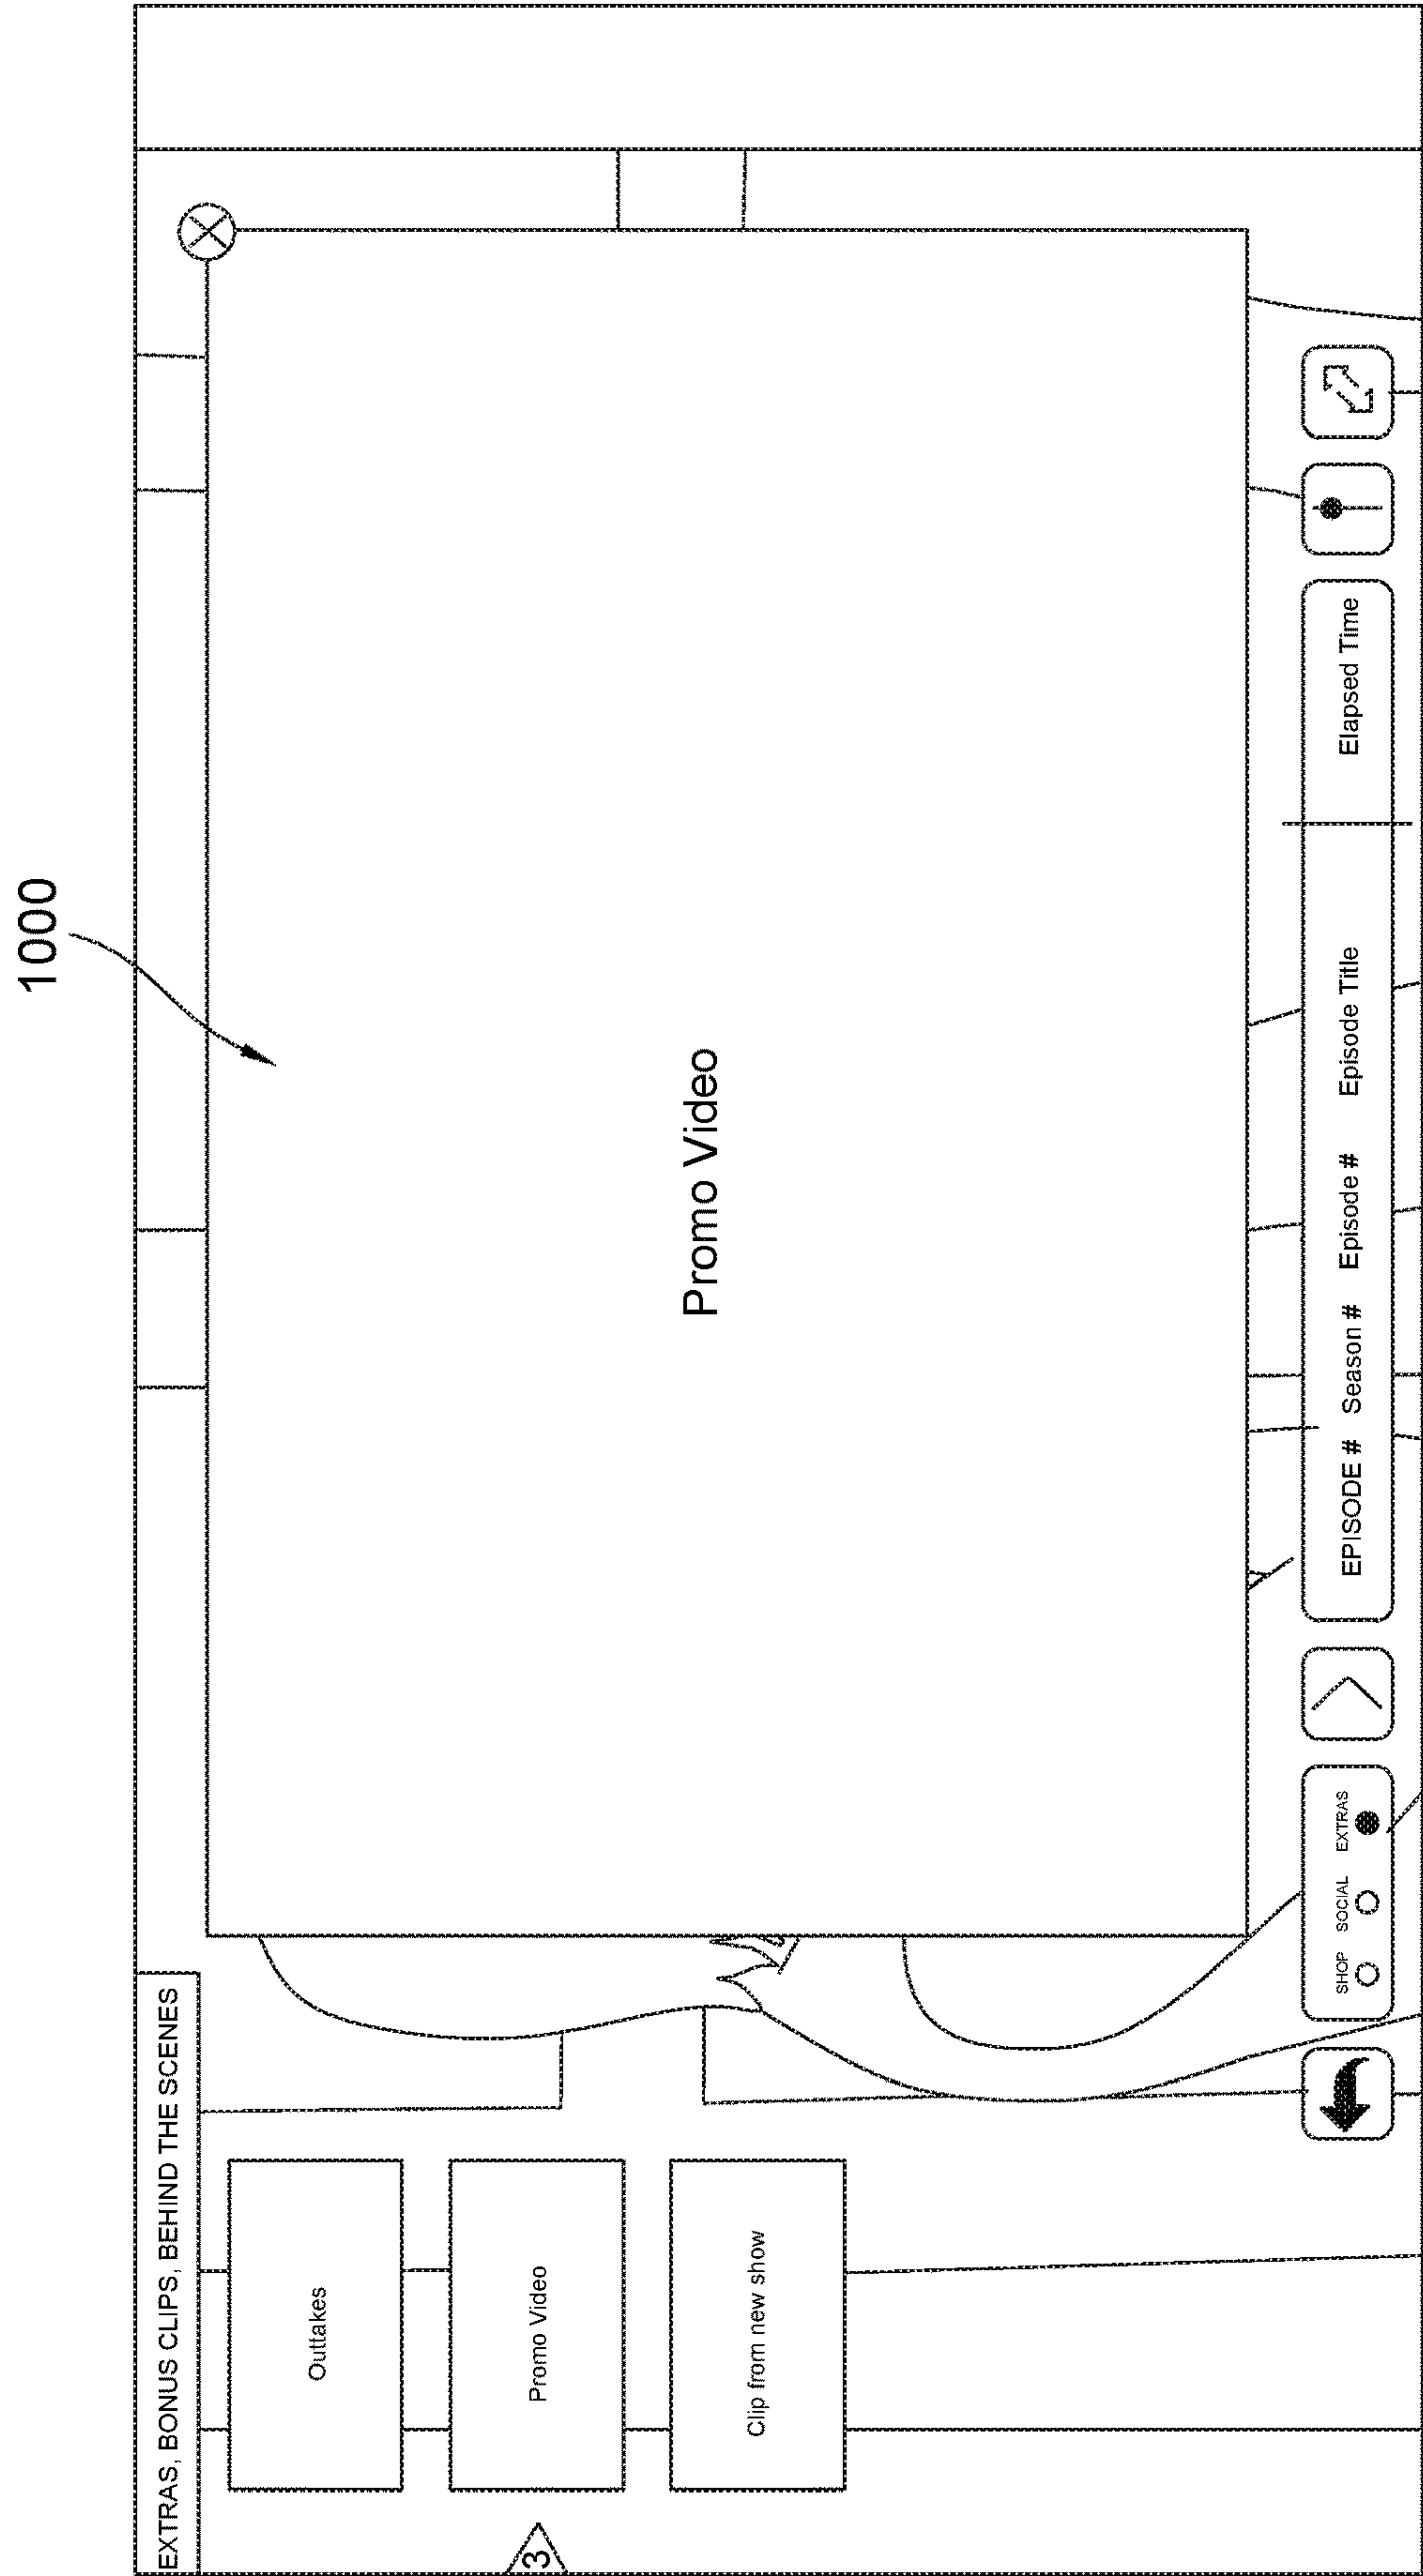 1000
EXTRAS, BONUS CLIPS, BEHIND THE SCENES
Outtakes
3
Promo Video
Clip from new show
Promo Video
SHOP SOCIAL EXTRAS
EPISODE # Season # Episode # Episode Title Elapsed Time